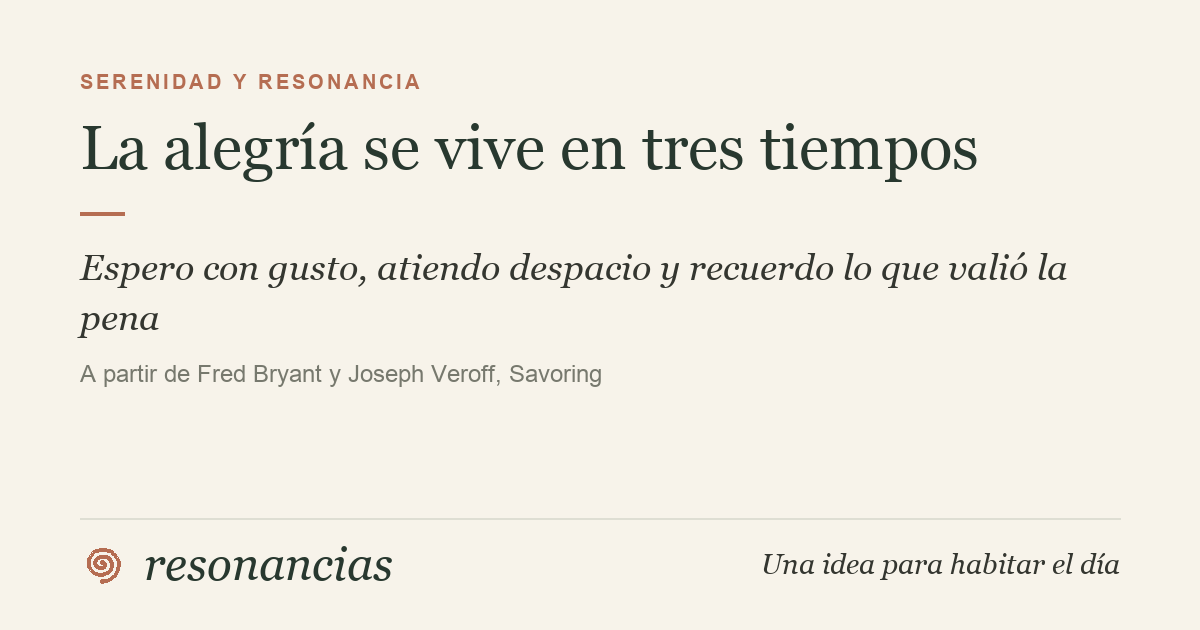 SERENIDAD Y RESONANCIA
La alegría se vive en tres tiempos
Espero con gusto, atiendo despacio y recuerdo lo que valió la
pena
A partir de Fred Bryant y Joseph Veroff, Savoring
resonancias
Una idea para habitar el día